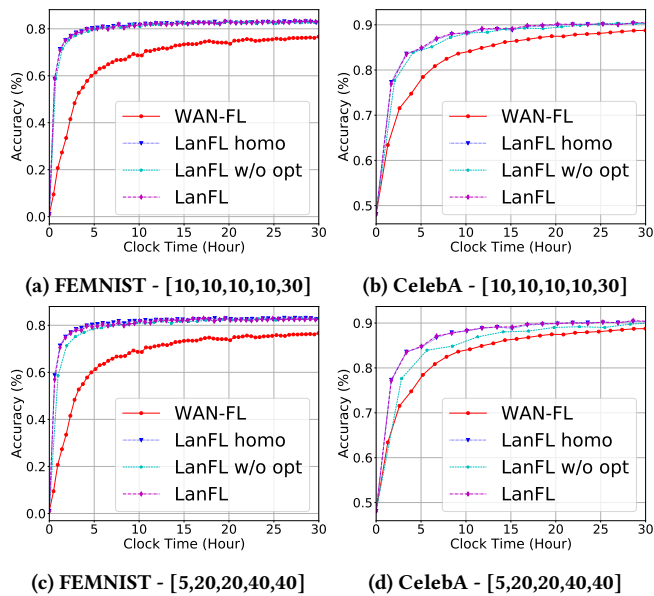 0.8
0.6
0.4
0.2
0.0
Accuracy (%)
WAN-FL
LanFL homo
LanFL w/o opt
LanFL
0 5 10 15 20 25 30
Clock Time (Hour)
(a) FEMNIST - [10,10,10,10,30]
0.9
0.8
0.7
0.6
0.5
Accuracy (%)
WAN-FL
LanFL homo
LanFL w/o opt
LanFL
0 5 10 15 20 25 30
Clock Time (Hour)
(b) CelebA - [10,10,10,10,30]
0.8
0.6
0.4
0.2
0.0
Accuracy (%)
WAN-FL
LanFL homo
LanFL w/o opt
LanFL
0 5 10 15 20 25 30
Clock Time (Hour)
(c) FEMNIST - [5,20,20,40,40]
0.9
0.8
0.7
0.6
0.5
Accuracy (%)
WAN-FL
LanFL homo
LanFL w/o opt
LanFL
0 5 10 15 20 25 30
Clock Time (Hour)
(d) CelebA - [5,20,20,40,40]